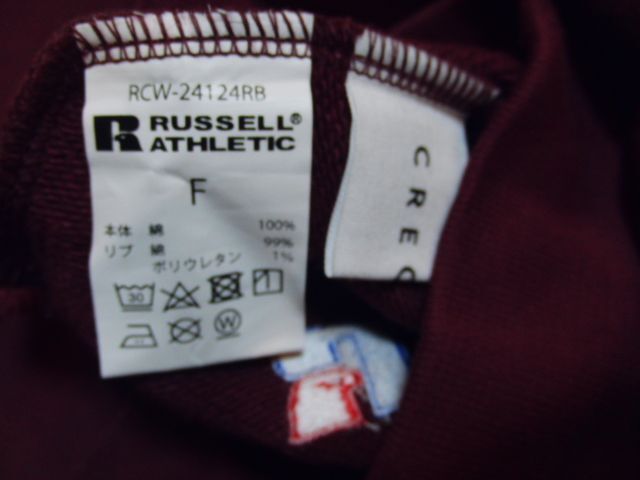 RCW-24124RB
RUSSELL®
ATHLETIC
F
本体 綿 100%
リブ 綿 99%
ポリウレタン 1%
30
W
CREC